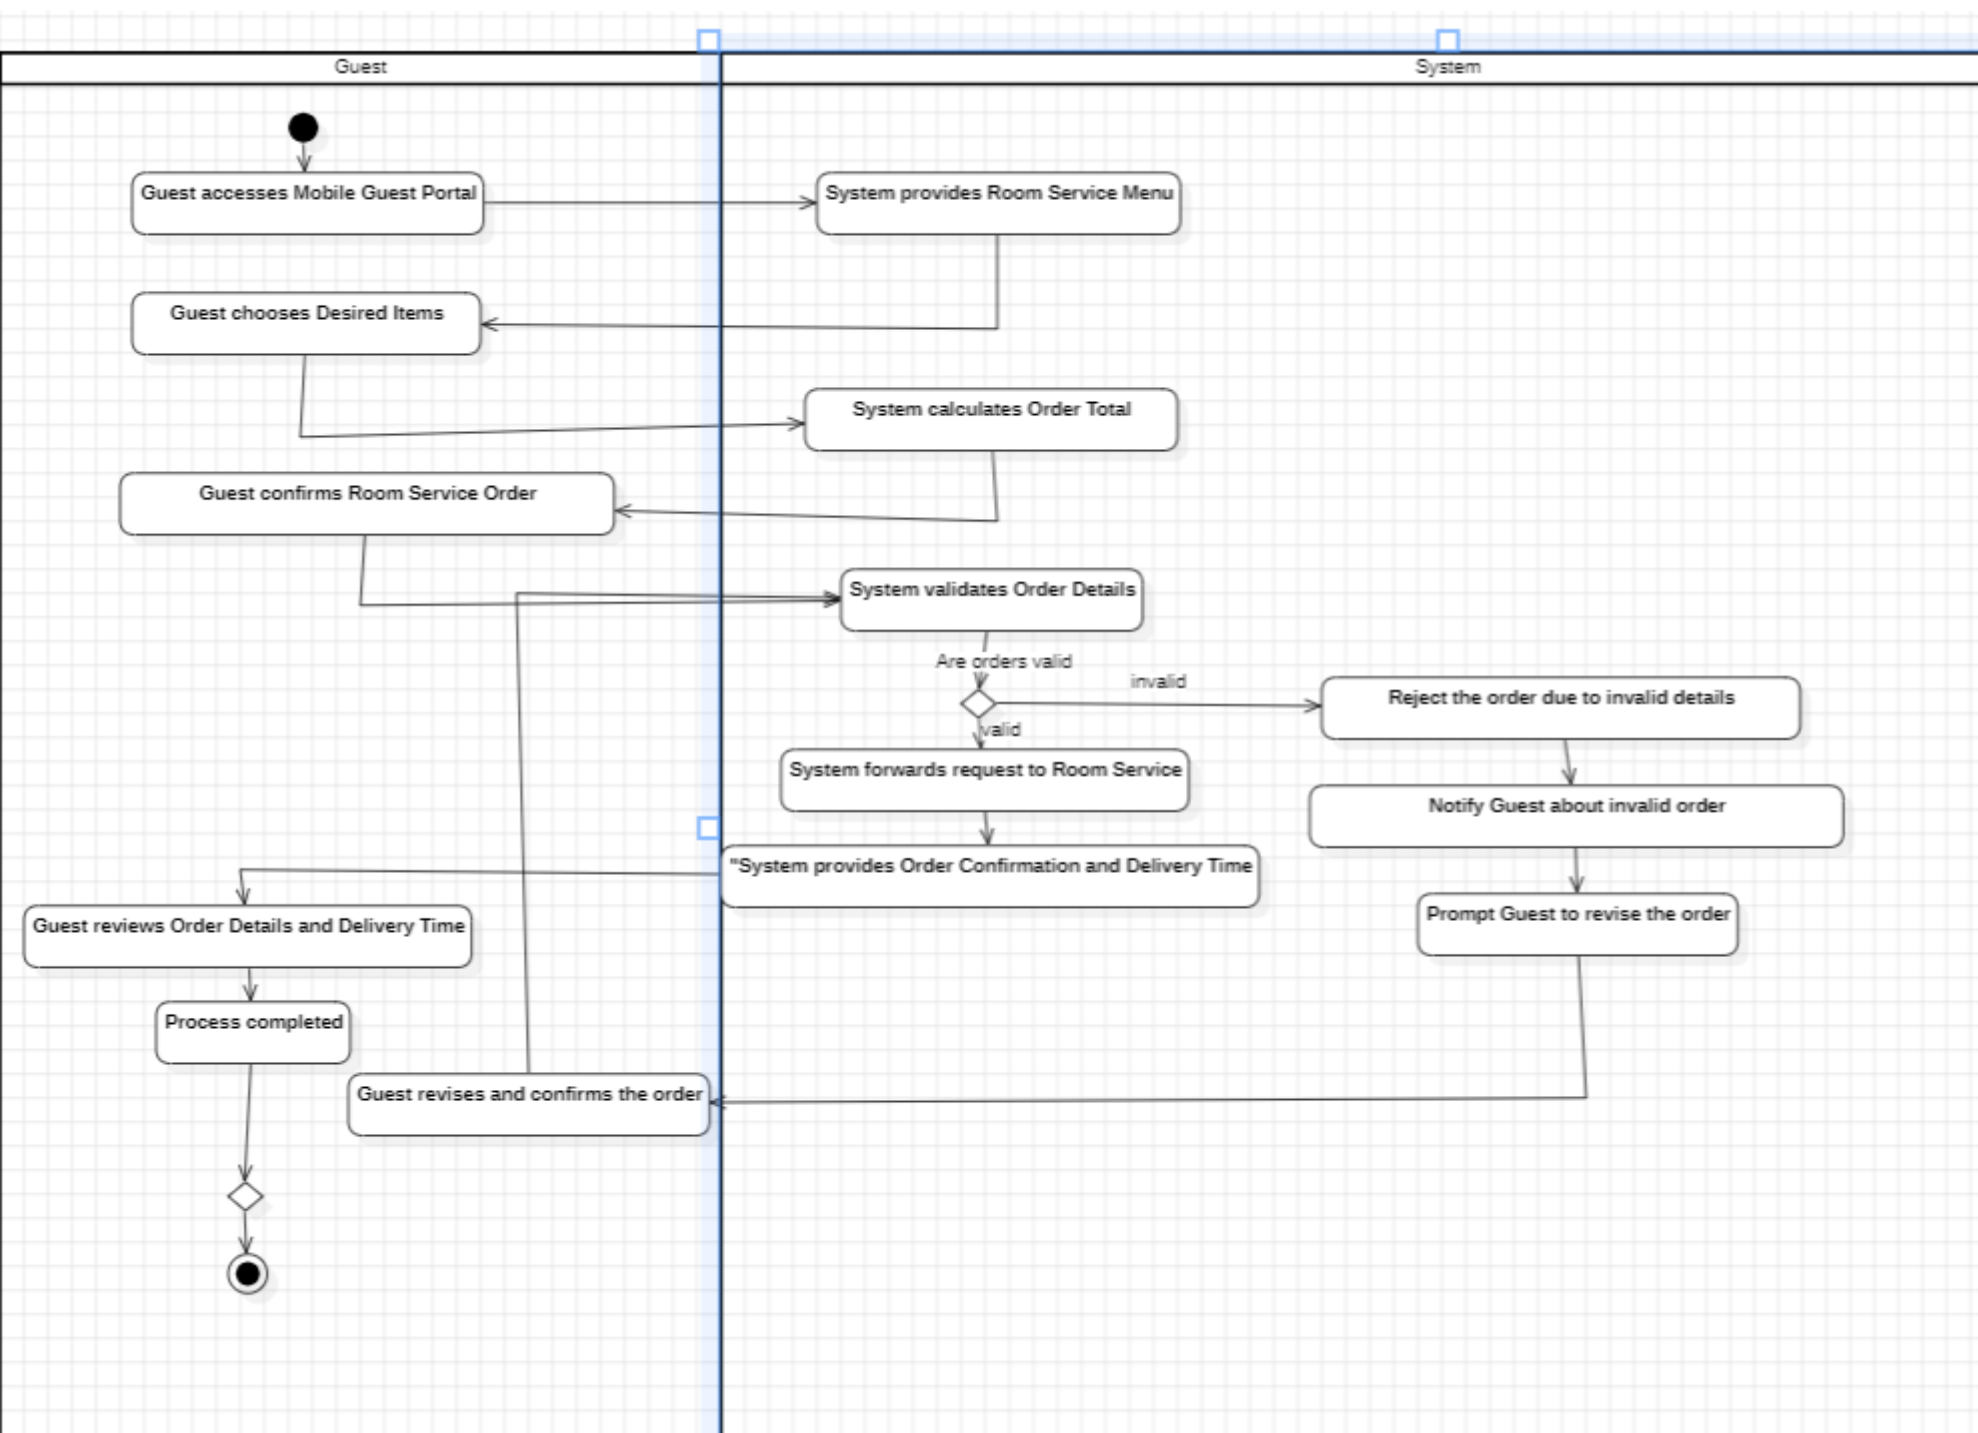 Guest
System
Guest accesses Mobile Guest Portal
System provides Room Service Menu
Guest chooses Desired Items
System calculates Order Total
Guest confirms Room Service Order
System validates Order Details
Are orders valid
invalid
Reject the order due to invalid details
valid
System forwards request to Room Service
Notify Guest about invalid order
"System provides Order Confirmation and Delivery Time
Prompt Guest to revise the order
Guest reviews Order Details and Delivery Time
Process completed
Guest revises and confirms the order